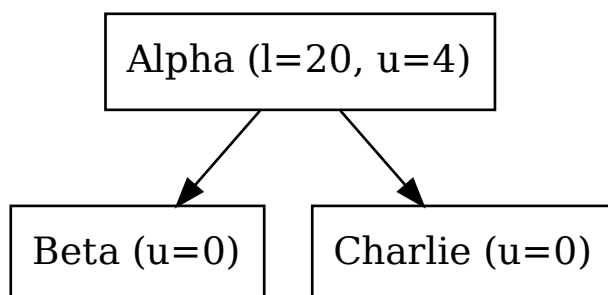 Alpha (l=20, u=4)
Beta (u=0)
Charlie (u=0)